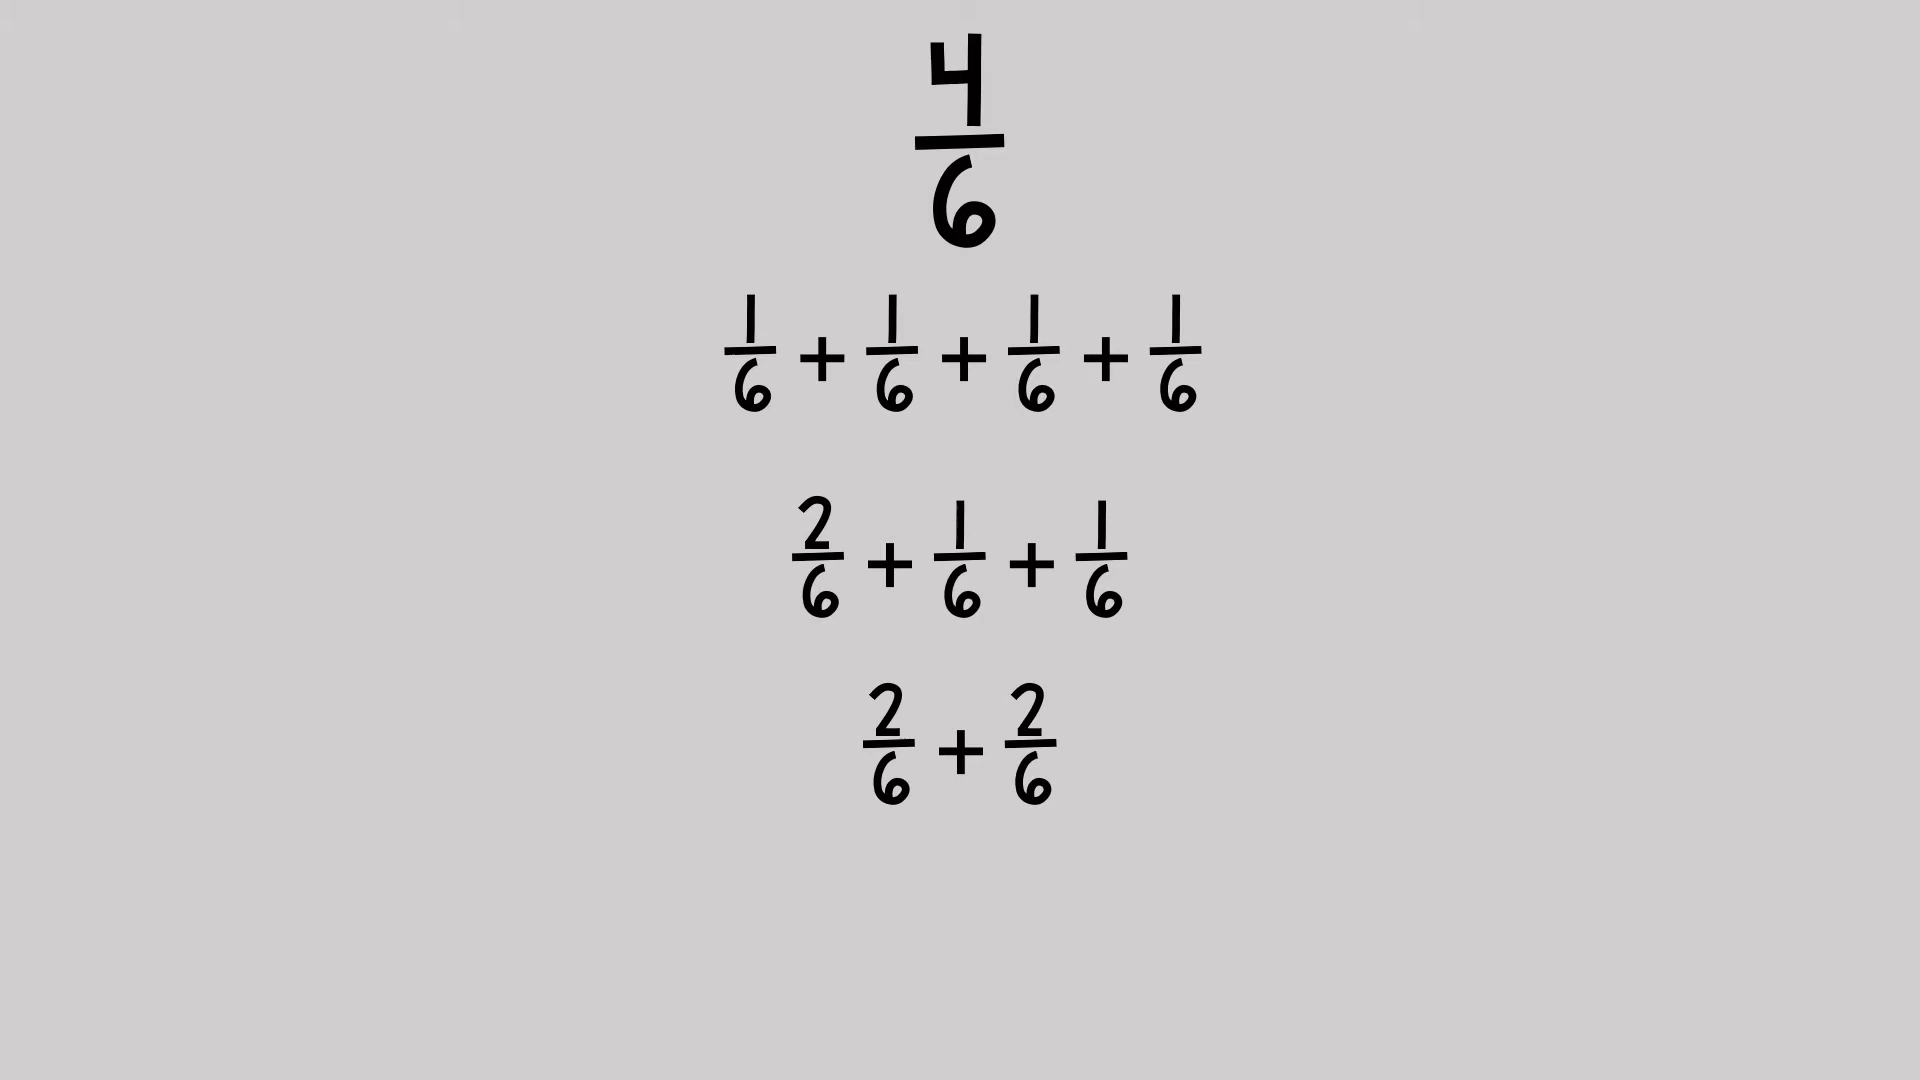 4/6
1/6 + 1/6 + 1/6 + 1/6
2/6 + 1/6 + 1/6
2/6 + 2/6